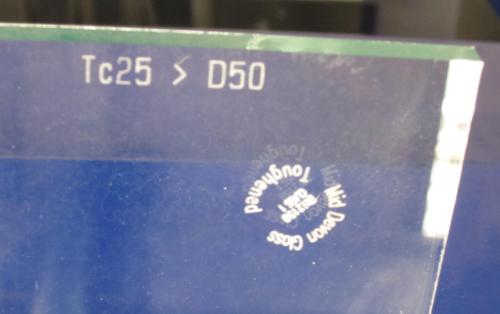 Tc25 > D50
Toughened
Mid Devon Glass